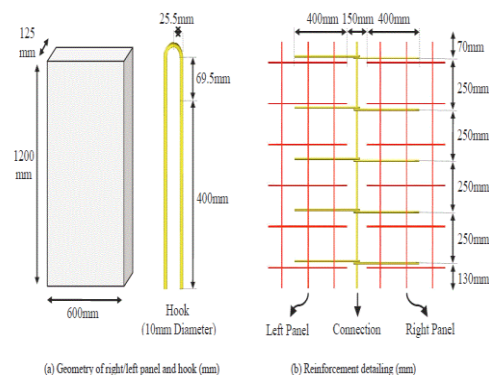 125
mm
1200
mm
600mm
25.5mm
69.5mm
400mm
Hook
(10mm Diameter)
400mm 150mm 400mm
70mm
250mm
250mm
250mm
250mm
130mm
Left Panel Connection Right Panel
(a) Geometry of right/left panel and hook (mm)
(b) Reinforcement detailing (mm)